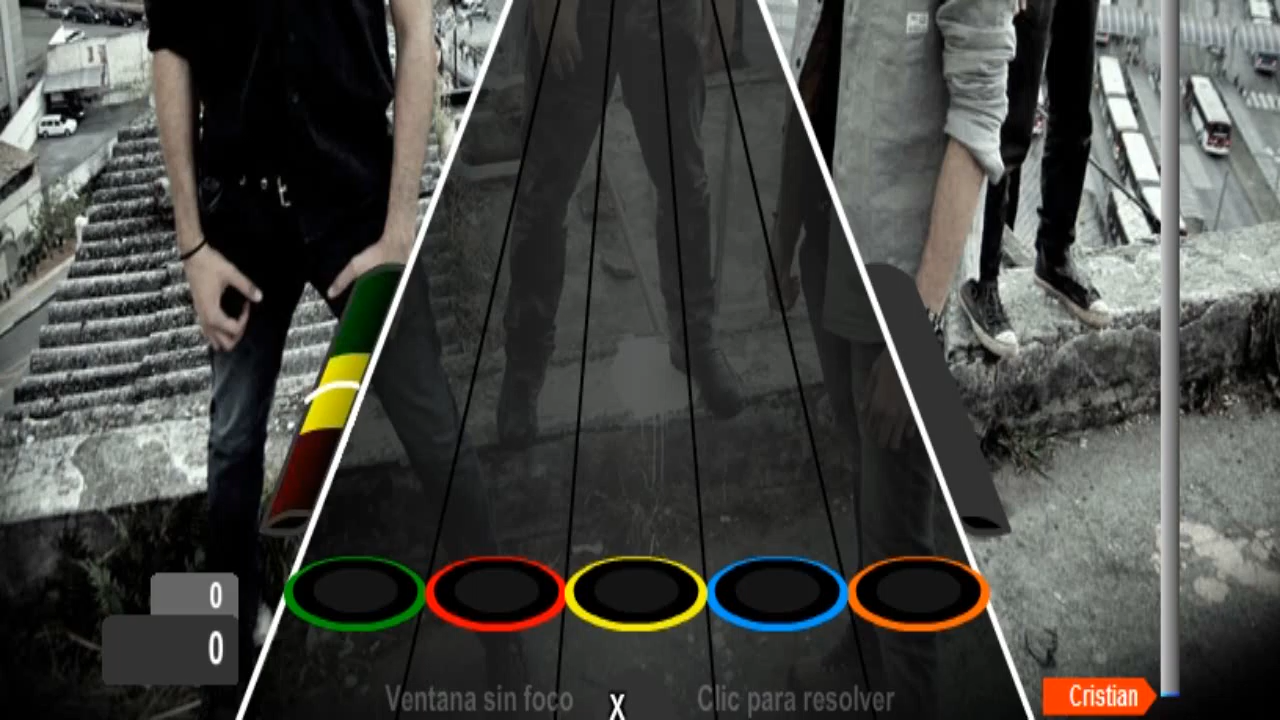 0
0
Ventana sin foco
X
Clic para resolver
Cristian